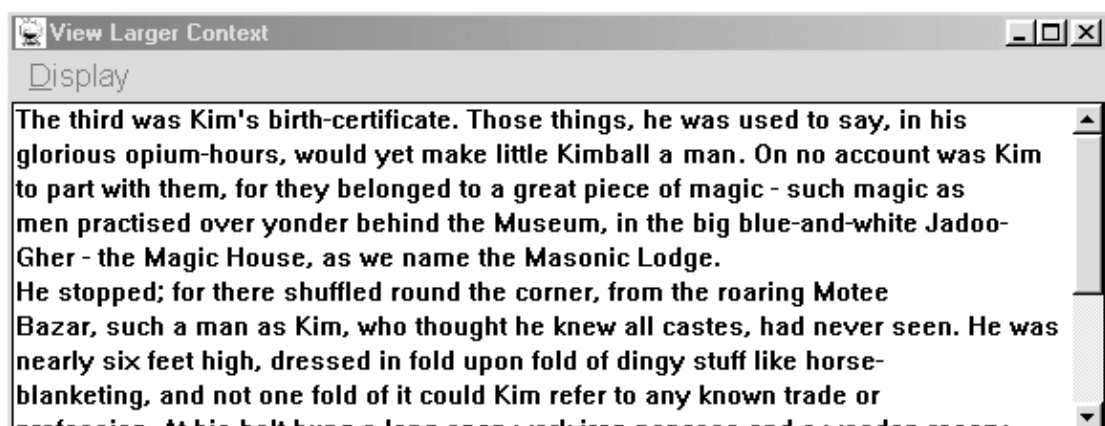 View Larger Context
Display
The third was Kim's birth-certificate. Those things, he was used to say, in his
glorious opium-hours, would yet make little Kimball a man. On no account was Kim
to part with them, for they belonged to a great piece of magic - such magic as
men practised over yonder behind the Museum, in the big blue-and-white Jadoo-
Gher - the Magic House, as we name the Masonic Lodge.
He stopped; for there shuffled round the corner, from the roaring Motee
Bazar, such a man as Kim, who thought he knew all castes, had never seen. He was
nearly six feet high, dressed in fold upon fold of dingy stuff like horse-
blanketing, and not one fold of it could Kim refer to any known trade or